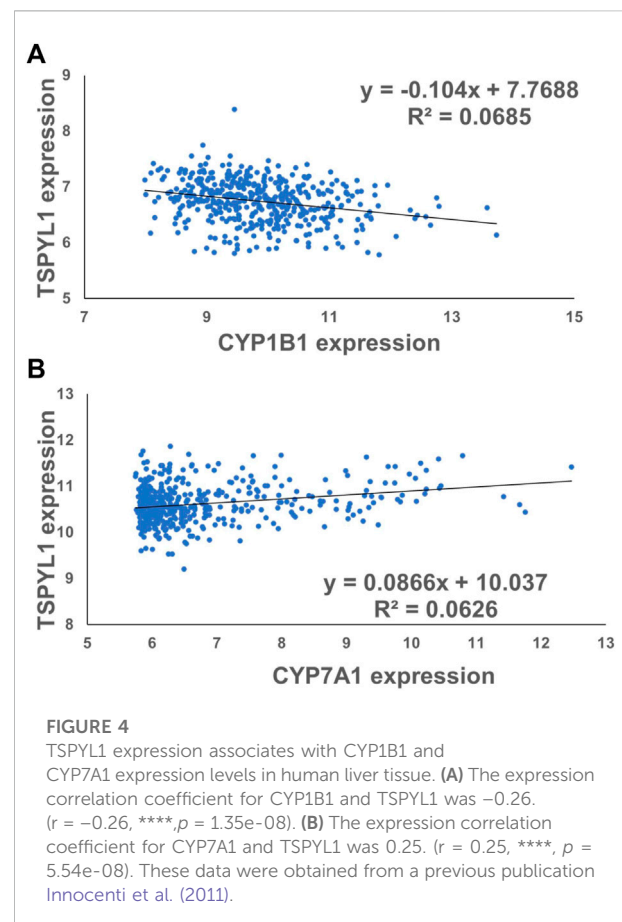 A
y = -0.104x + 7.7688
R² = 0.0685
TSPYL1 expression
9
8
7
6
5
7
9
11
13
15
CYP1B1 expression
B
TSPYL1 expression
13
12
11
10
9
8
y = 0.0866x + 10.037
R² = 0.0626
5
6
7
8
9
10
11
12
13
CYP7A1 expression
FIGURE 4
TSPYL1 expression associates with CYP1B1 and
CYP7A1 expression levels in human liver tissue. (A) The expression
correlation coefficient for CYP1B1 and TSPYL1 was –0.26.
(r = –0.26, ****,p = 1.35e-08). (B) The expression correlation
coefficient for CYP7A1 and TSPYL1 was 0.25. (r = 0.25, ****, p =
5.54e-08). These data were obtained from a previous publication
Innocenti et al. (2011).